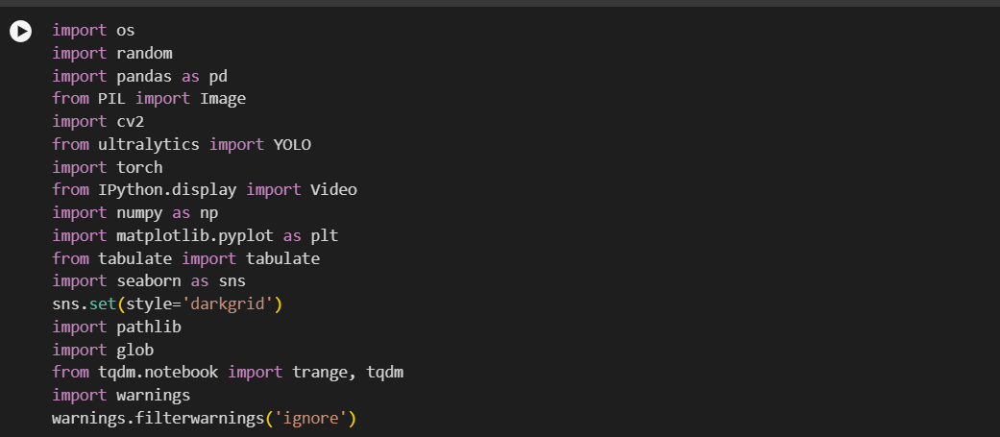 import os
import random
import pandas as pd
from PIL import Image
import cv2
from ultralytics import YOLO
import torch
from IPython.display import Video
import numpy as np
import matplotlib.pyplot as plt
from tabulate import tabulate
import seaborn as sns
sns.set(style='darkgrid')
import pathlib
import glob
from tqdm.notebook import trange, tqdm
import warnings
warnings.filterwarnings('ignore')